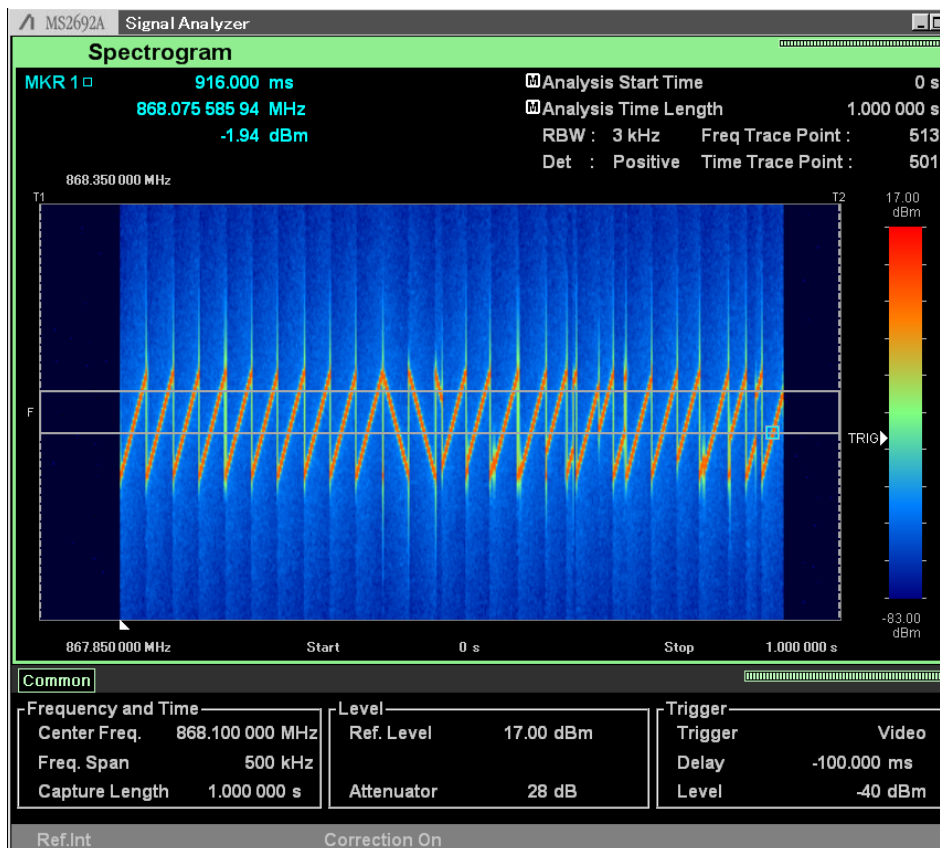 MS2692A Signal Analyzer
Spectrogram
MKR 1 916.000 ms
868.075 585 94 MHz
-1.94 dBm
M Analysis Start Time 0 s
M Analysis Time Length 1.000 000 s
RBW : 3 kHz Freq Trace Point : 513
Det : Positive Time Trace Point : 501
868.350 000 MHz
T1
T2
17.00
dBm
F
TRIG
-83.00
dBm
867.850 000 MHz Start 0 s Stop 1.000 000 s
Common
Frequency and Time
Center Freq. 868.100 000 MHz
Freq. Span 500 kHz
Capture Length 1.000 000 s
Level
Ref. Level 17.00 dBm
Attenuator 28 dB
Trigger
Trigger Video
Delay -100.000 ms
Level -40 dBm
Ref.Int Correction On